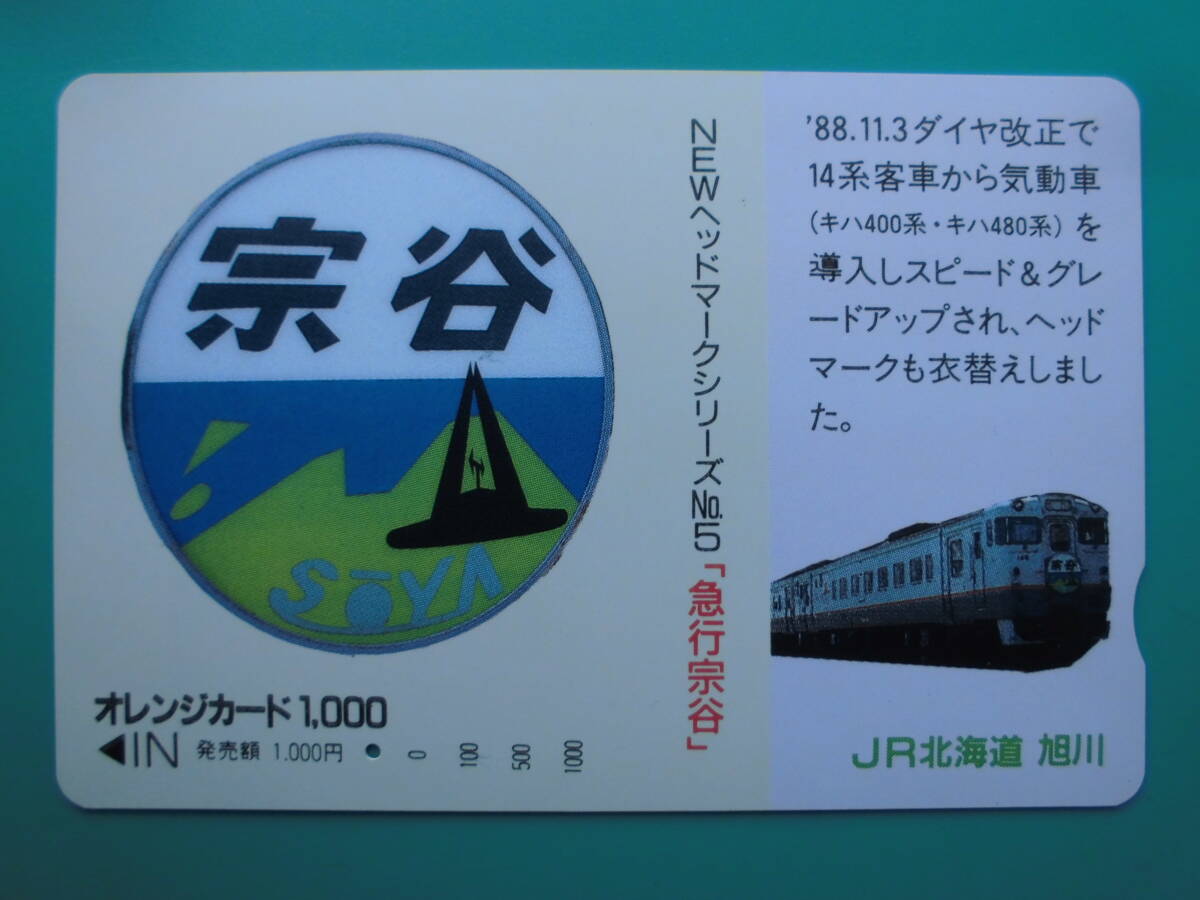 宗谷
SōYA
NEWヘッドマークシリーズNo.5「急行宗谷」
'88.11.3ダイヤ改正で
14系客車から気動車
(キハ400系・キハ480系)を
導入しスピード&グレ
ードアップされ、ヘッド
マークも衣替えしまし
た。
宗谷
オレンジカード1,000
◀IN 発売額 1.000円 0 100 500 1000
JR北海道 旭川